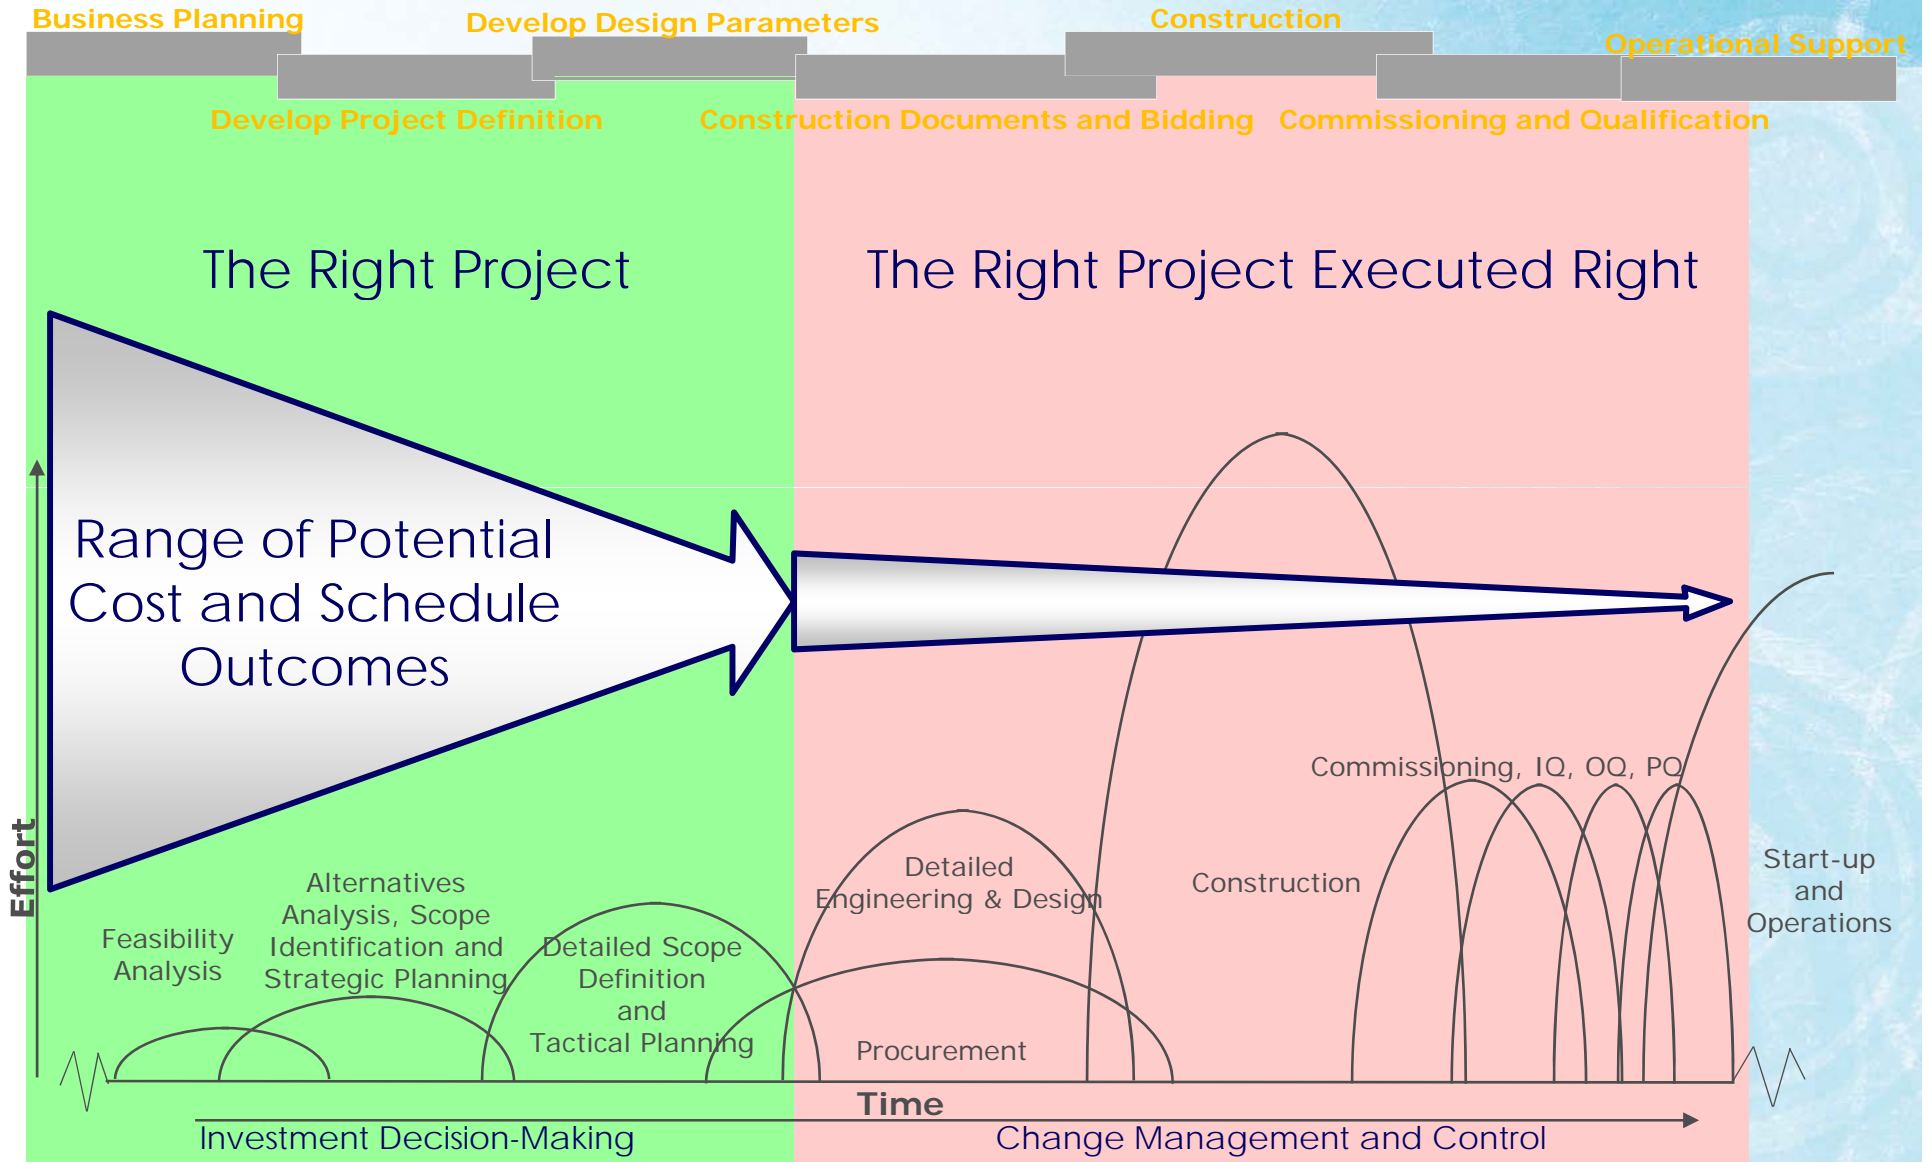 Business Planning
Develop Design Parameters
Construction
Operational Support
Develop Project Definition
Construction Documents and Bidding
Commissioning and Qualification
The Right Project
The Right Project Executed Right
Range of Potential
Cost and Schedule
Outcomes
Effort
Feasibility
Analysis
Alternatives
Analysis, Scope
Identification and
Strategic Planning
Detailed Scope
Definition
and
Tactical Planning
Detailed
Engineering & Design
Procurement
Construction
Commissioning, IQ, OQ, PQ
Start-up
and
Operations
Time
Investment Decision-Making
Change Management and Control